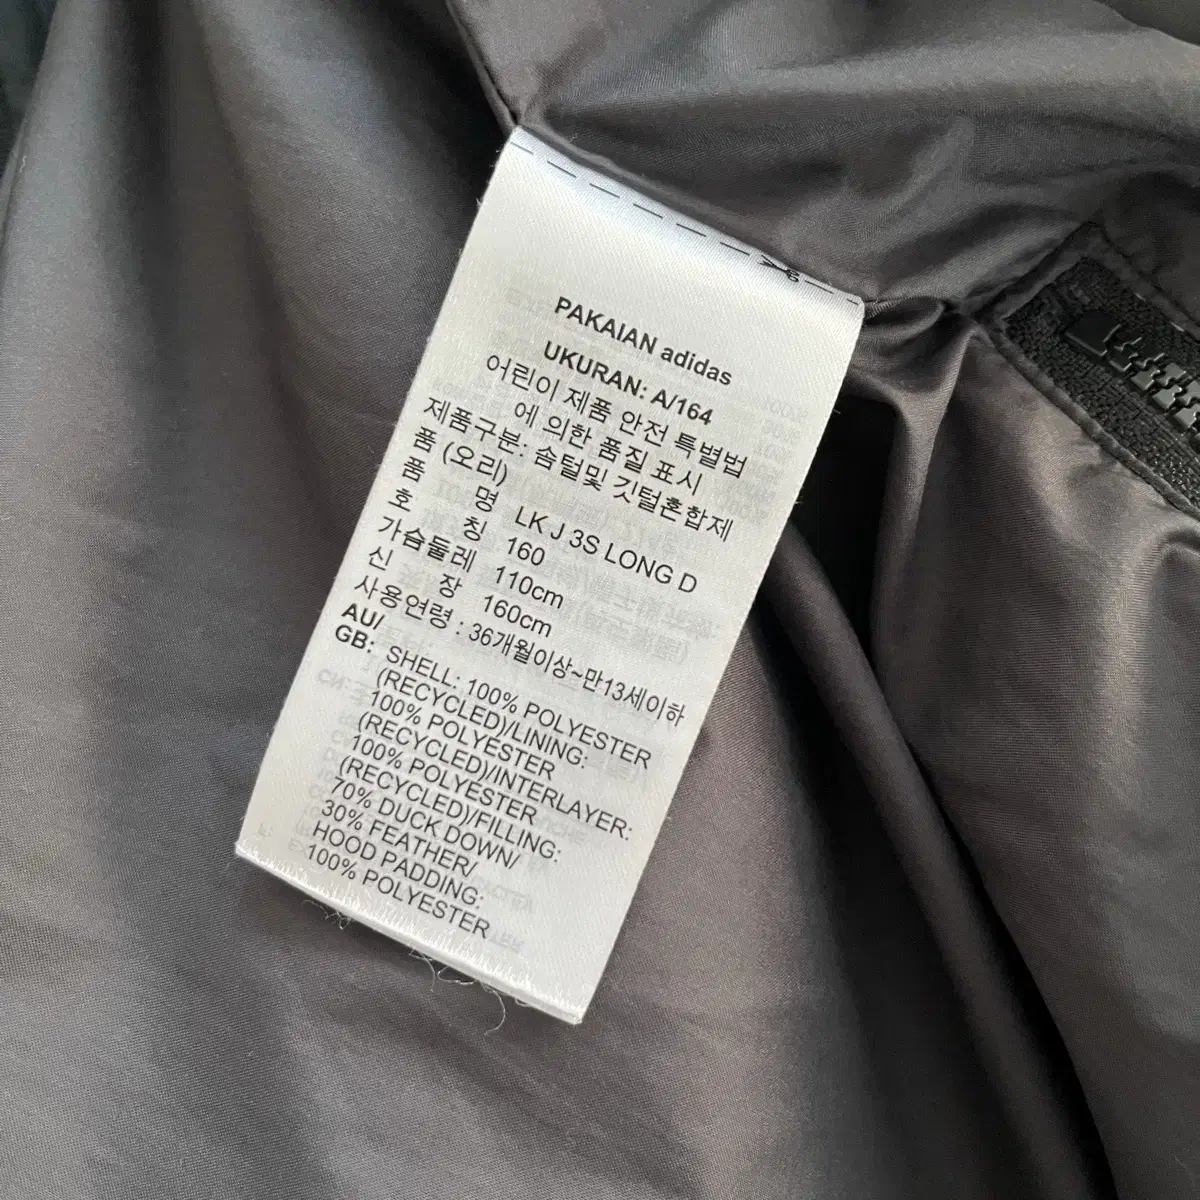 PAKAIAN adidas
UKURAN: A/164
어린이 제품 안전 특별법
에 의한 품질 표시
제품구분: 솜털및 깃털혼합제
품 (오리)
품 명 LK J 3S LONG D
호 칭 160
가슴둘레 110cm
신 장 160cm
사용연령 : 36개월이상~만13세이하
AU/
GB: SHELL: 100% POLYESTER
(RECYCLED)/LINING:
100% POLYESTER
(RECYCLED)/INTERLAYER:
100% POLYESTER
(RECYCLED)/FILLING:
70% DUCK DOWN/
30% FEATHER/
HOOD PADDING:
100% POLYESTER